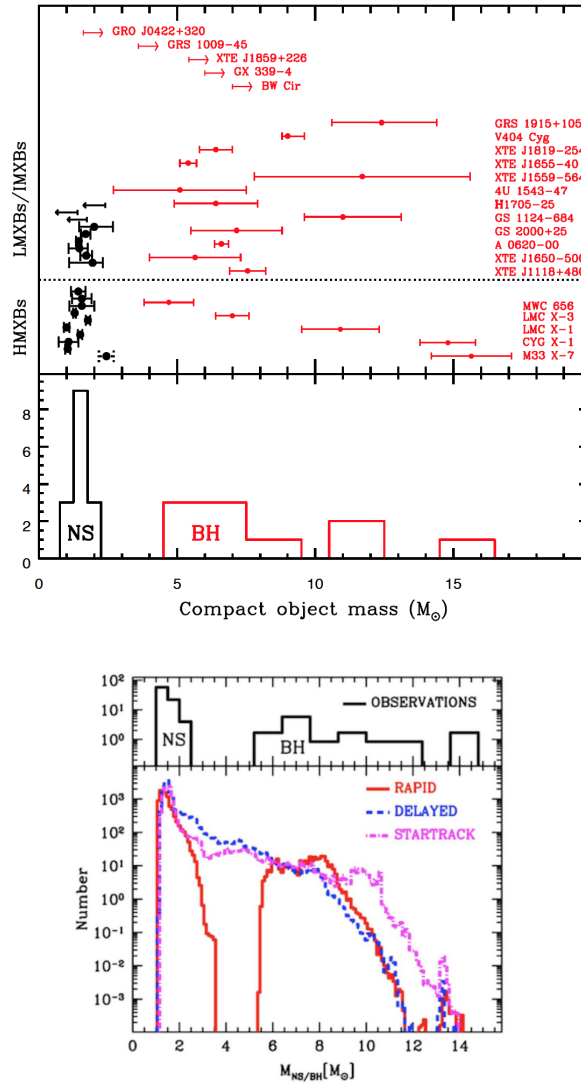 GRO J0422+320
GRS 1009-45
XTE J1859+226
GX 339-4
BW Cir
GRS 1915+105
V404 Cyg
XTE J1819-254
XTE J1655-40
XTE J1559-564
4U 1543-47
H1705-25
GS 1124-684
GS 2000+25
A 0620-00
XTE J1650-500
XTE J1118+480
LMXBs/IMXBs
MWC 656
LMC X-3
LMC X-1
CYG X-1
M33 X-7
HMXBs
8
6
4
2
0
NS
BH
0 5 10 15
Compact object mass (M⊙)
10²
10¹
10⁰
OBSERVATIONS
NS
BH
RAPID
DELAYED
STARTRACK
10³
10²
10¹
10⁰
10⁻¹
10⁻²
10⁻³
Number
0 2 4 6 8 10 12 14
M_NS/BH[M⊙]